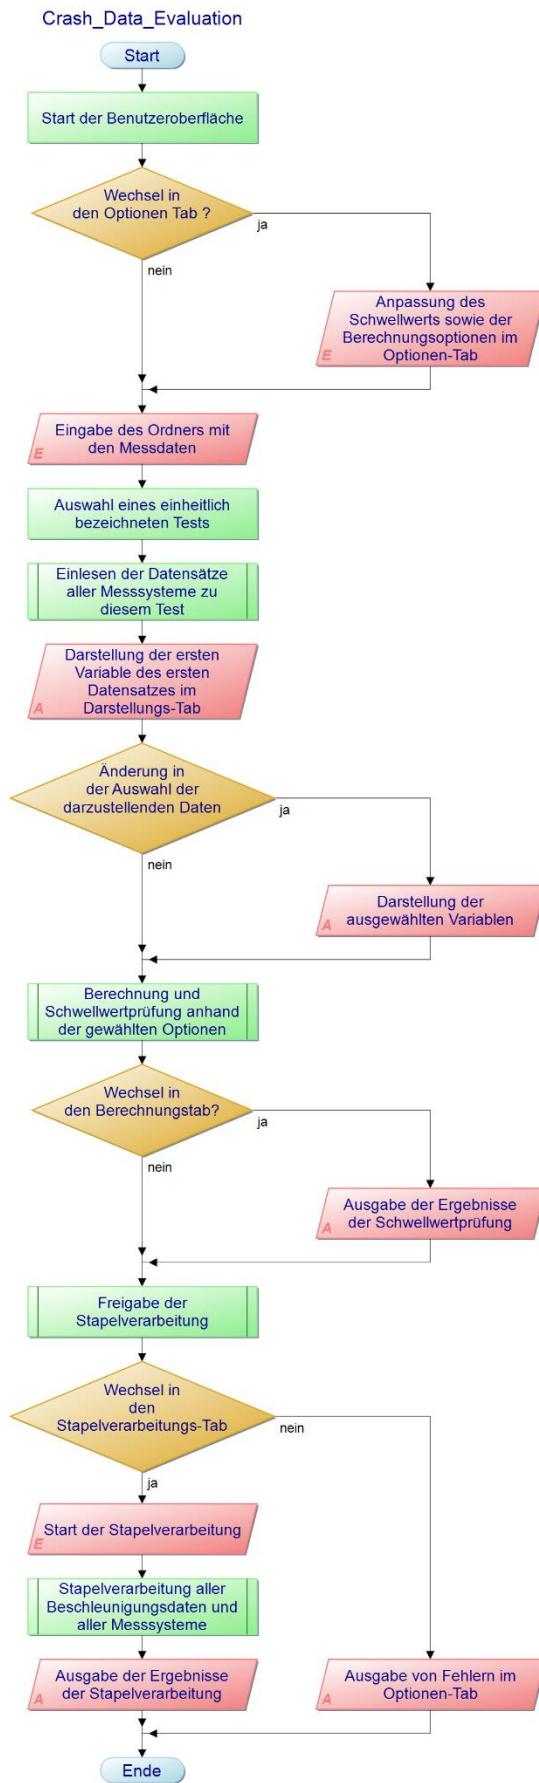 Crash_Data_Evaluation
Start
Start der Benutzeroberfläche
Wechsel in
den Optionen Tab ?
ja
nein
Anpassung des
Schwellwerts sowie der
Berechnungsoptionen im
Optionen-Tab
E
Eingabe des Ordners mit
den Messdaten
E
Auswahl eines einheitlich
bezeichneten Tests
Einlesen der Datensätze
aller Messsysteme zu
diesem Test
Darstellung der ersten
Variable des ersten
Datensatzes im
Darstellungs-Tab
A
Änderung in
der Auswahl der
darzustellenden Daten
ja
nein
Darstellung der
ausgewählten Variablen
A
Berechnung und
Schwellwertprüfung anhand
der gewählten Optionen
Wechsel in
den Berechnungstab?
ja
nein
Ausgabe der Ergebnisse
der Schwellwertprüfung
A
Freigabe der
Stapelverarbeitung
Wechsel in
den
Stapelverarbeitungs-Tab
nein
ja
Start der Stapelverarbeitung
E
Stapelverarbeitung aller
Beschleunigungsdaten und
aller Messsysteme
Ausgabe der Ergebnisse
der Stapelverarbeitung
A
Ausgabe von Fehlern im
Optionen-Tab
A
Ende